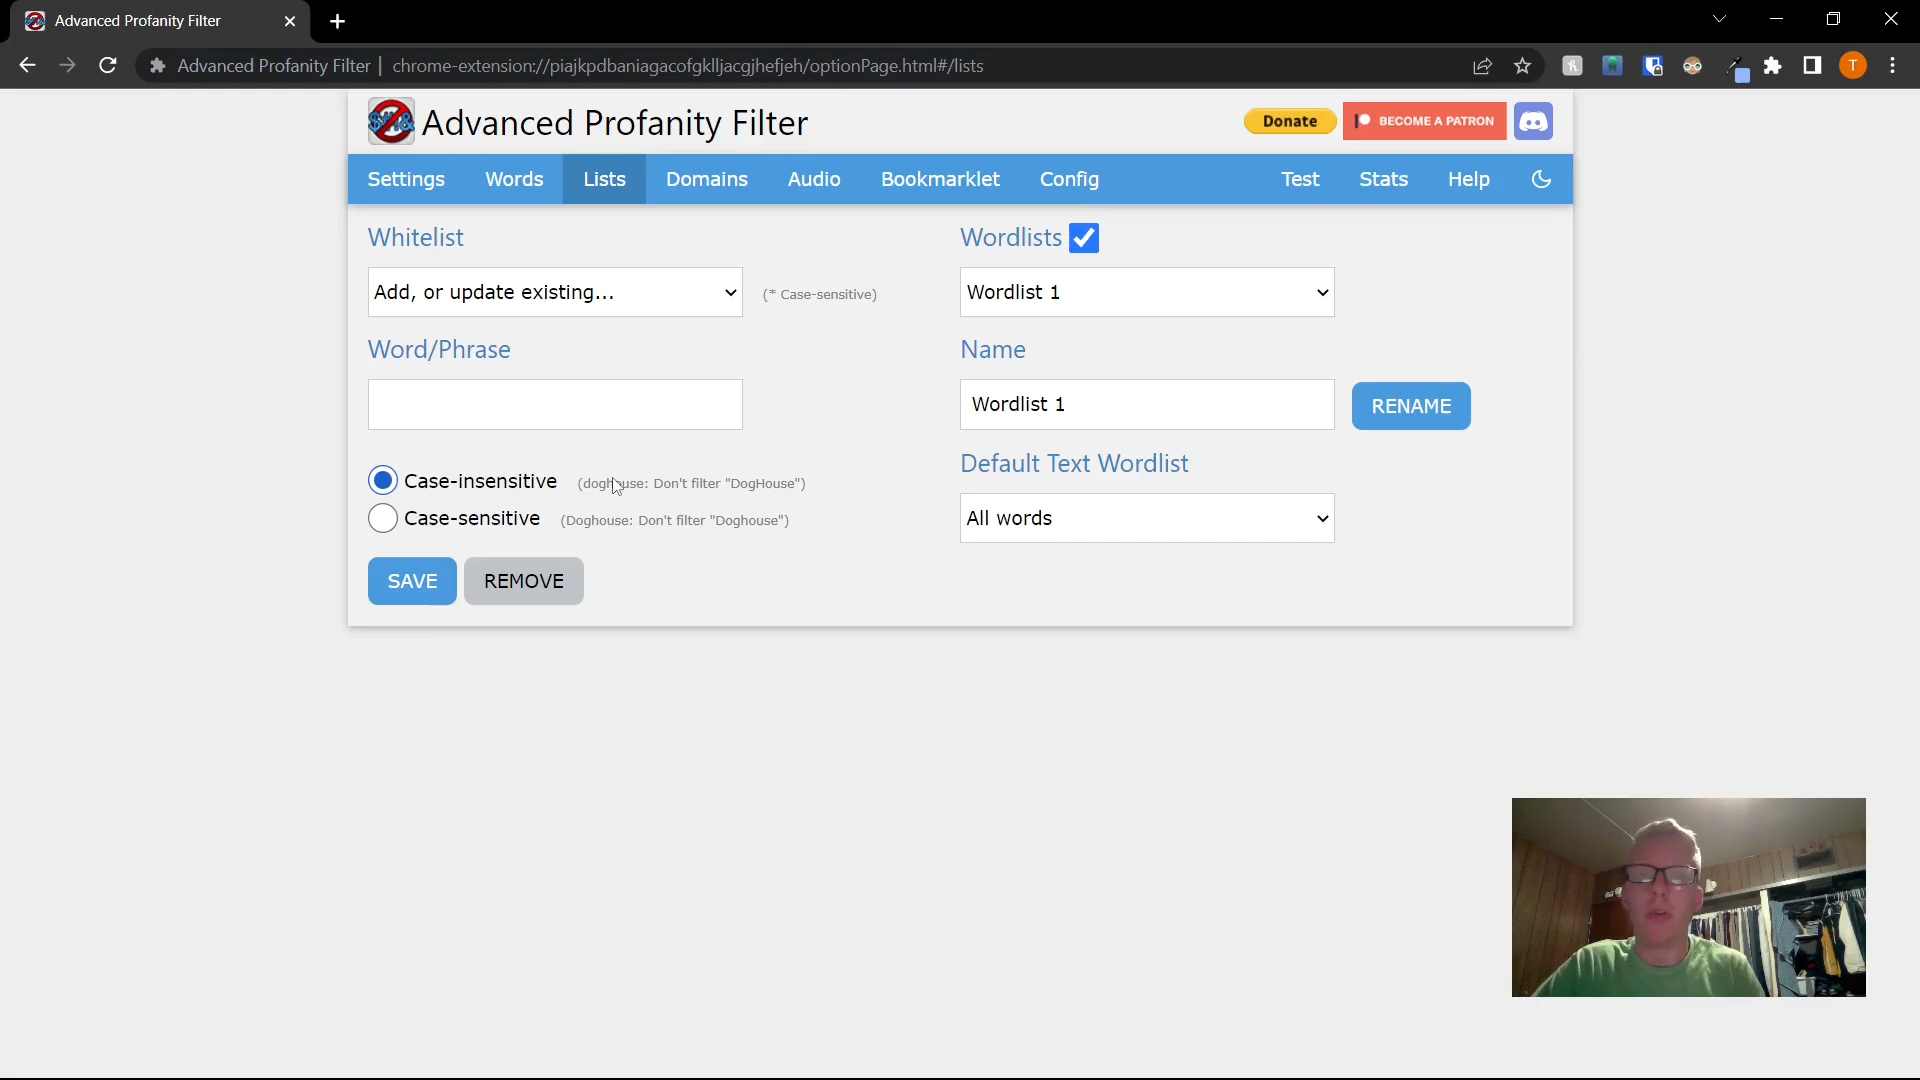 Advanced Profanity Filter
Advanced Profanity Filter | chrome-extension://piajkpdbaniagacofgklljacgjhefjeh/optionPage.html#/lists
T
Advanced Profanity Filter
Donate
BECOME A PATRON
Settings Words Lists Domains Audio Bookmarklet Config Test Stats Help
Whitelist
Add, or update existing...
(* Case-sensitive)
Word/Phrase
Case-insensitive (doghouse: Don't filter "DogHouse")
Case-sensitive (Doghouse: Don't filter "Doghouse")
SAVE REMOVE
Wordlists
Wordlist 1
Name
Wordlist 1
RENAME
Default Text Wordlist
All words